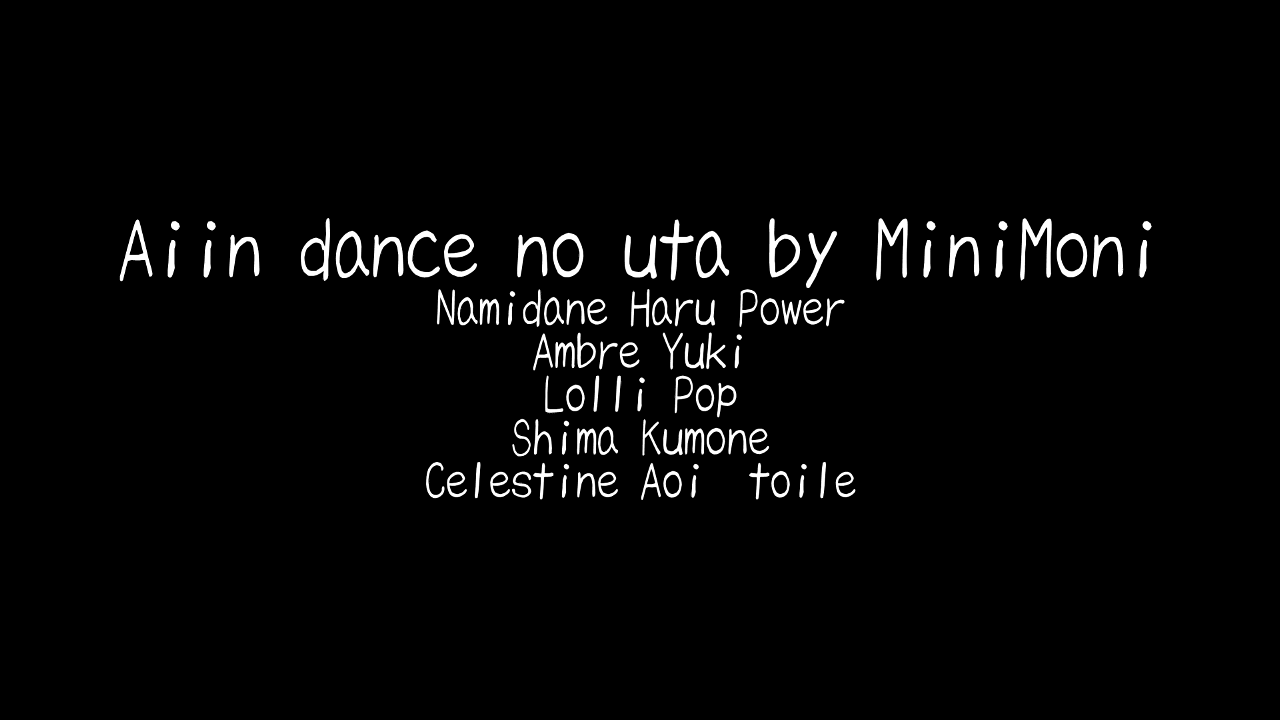 Aiin dance no uta by MiniMoni
Namidane Haru Power
Ambre Yuki
Lolli Pop
Shima Kumone
Celestine Aoi  toile